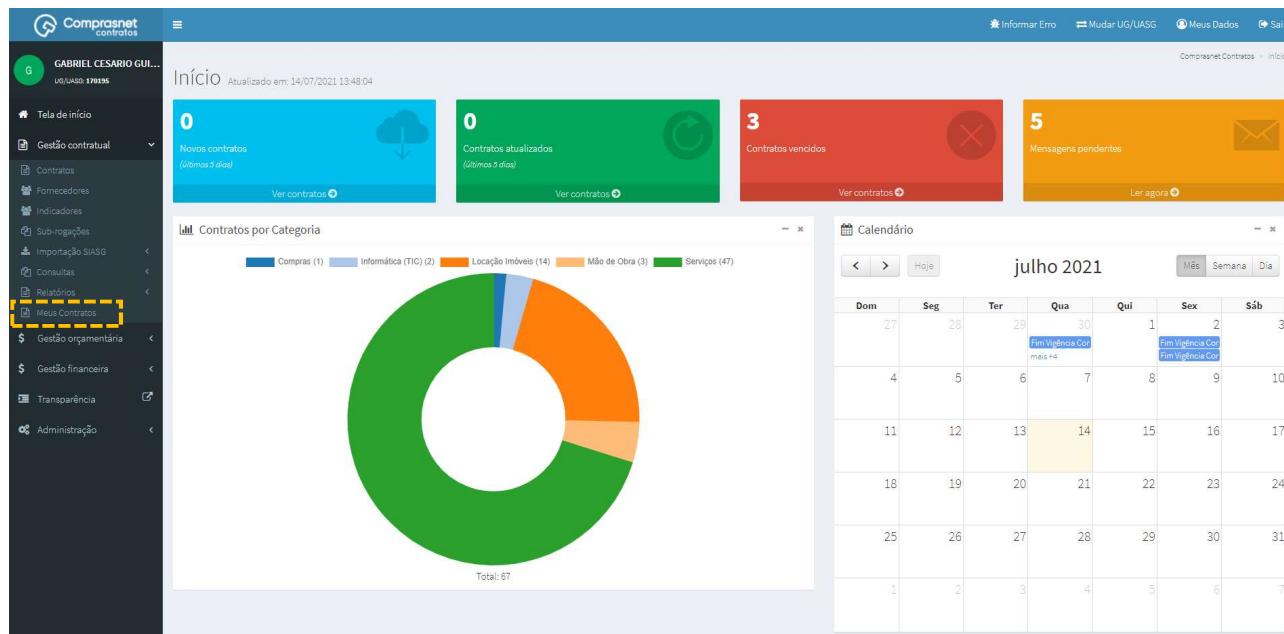 Comprasnet
contratos
Informar Erro
Mudar UG/UASG
Meus Dados
Sai
G
GABRIEL CESARIO GUI...
UG/UASG: 170195
Tela de início
Gestão contratual
Contratos
Fornecedores
Indicadores
Sub-rogações
Importação SIASG
Consultas
Relatórios
Meus Contratos
Gestão orçamentária
Gestão financeira
Transparência
Administração
Comprasnet Contratos > Iníci
Início Atualizado em: 14/07/2021 13:48:04
0
Novos contratos
(últimos 5 dias)
Ver contratos
0
Contratos atualizados
(últimos 5 dias)
Ver contratos
3
Contratos vencidos
Ver contratos
5
Mensagens pendentes
Ler agora
Contratos por Categoria
Compras (1) Informática (TIC) (2) Locação Imóveis (14) Mão de Obra (3) Serviços (47)
Total: 67
Calendário
Hoje
julho 2021
Mês Semana Dia
Dom Seg Ter Qua Qui Sex Sáb
27 28 29 30 1 2 3
Fim Vigência Cor Fim Vigência Cor
mais +4 Fim Vigência Cor
4 5 6 7 8 9 10
11 12 13 14 15 16 17
18 19 20 21 22 23 24
25 26 27 28 29 30 31
1 2 3 4 5 6 7